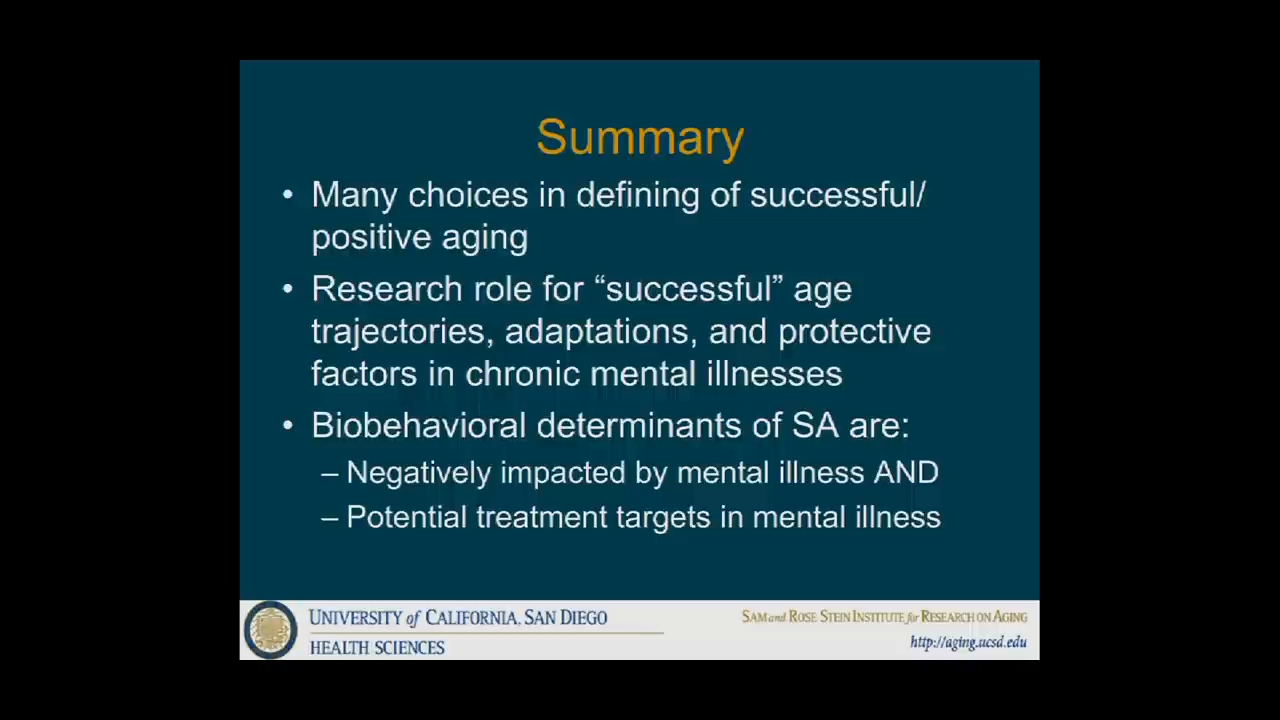 Summary
• Many choices in defining of successful/
positive aging
• Research role for “successful” age
trajectories, adaptations, and protective
factors in chronic mental illnesses
• Biobehavioral determinants of SA are:
– Negatively impacted by mental illness AND
– Potential treatment targets in mental illness
UNIVERSITY of CALIFORNIA, SAN DIEGO
HEALTH SCIENCES
SAM and ROSE STEIN INSTITUTE for RESEARCH ON AGING
http://aging.ucsd.edu